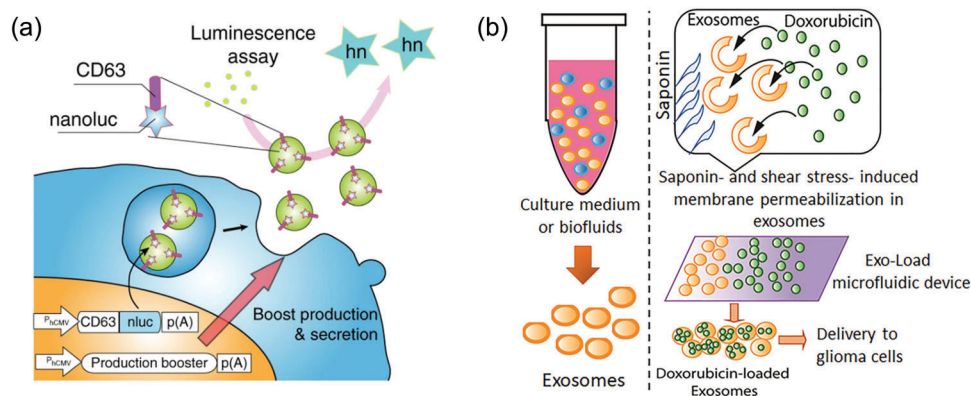 (a)
Luminescence
assay
hn
hn
CD63
nanoluc
Boost production
& secretion
PhCMV CD63 nluc p(A)
PhCMV Production booster p(A)
(b)
Culture medium
or biofluids
Exosomes
Exosomes Doxorubicin
Saponin
Saponin- and shear stress- induced
membrane permeabilization in
exosomes
Exo-Load
microfluidic device
Delivery to
glioma cells
Doxorubicin-loaded
Exosomes